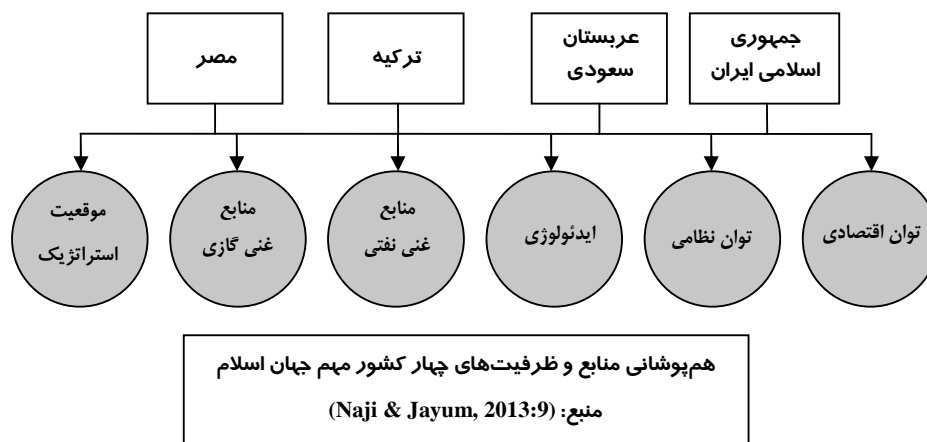 جمهوری
اسلامی ایران
عربستان
سعودی
ترکیه
مصر
توان اقتصادی
توان نظامی
ایدئولوژی
منابع
غنی نفتی
منابع
غنی گازی
موقعیت
استراتژیک
هم‌پوشانی منابع و ظرفیت‌های چهار کشور مهم جهان اسلام
منبع: (Naji & Jayum, 2013:9)